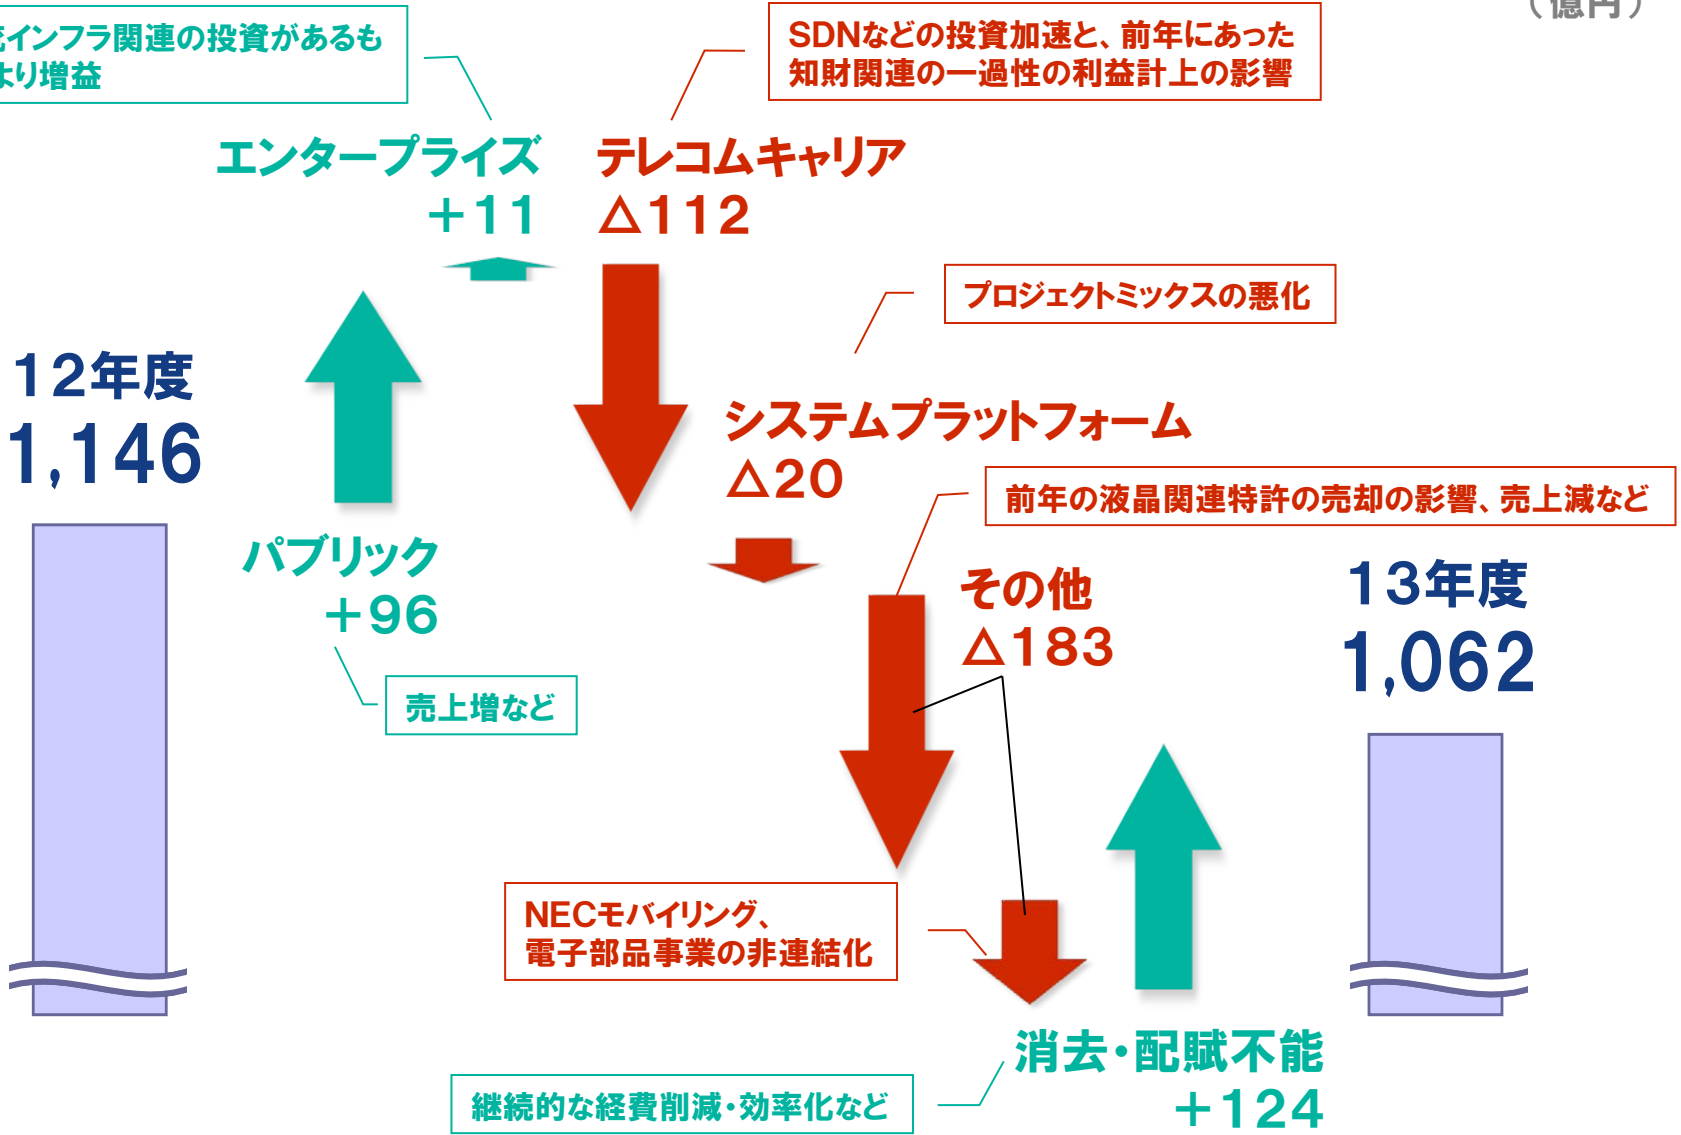 （億円）
インフラ関連の投資があるも
より増益
SDNなどの投資加速と、前年にあった
知財関連の一過性の利益計上の影響
エンタープライズ
＋11
テレコムキャリア
△112
プロジェクトミックスの悪化
12年度
1,146
システムプラットフォーム
△20
前年の液晶関連特許の売却の影響、売上減など
パブリック
＋96
売上増など
その他
△183
13年度
1,062
NECモバイリング、
電子部品事業の非連結化
消去・配賦不能
＋124
継続的な経費削減・効率化など